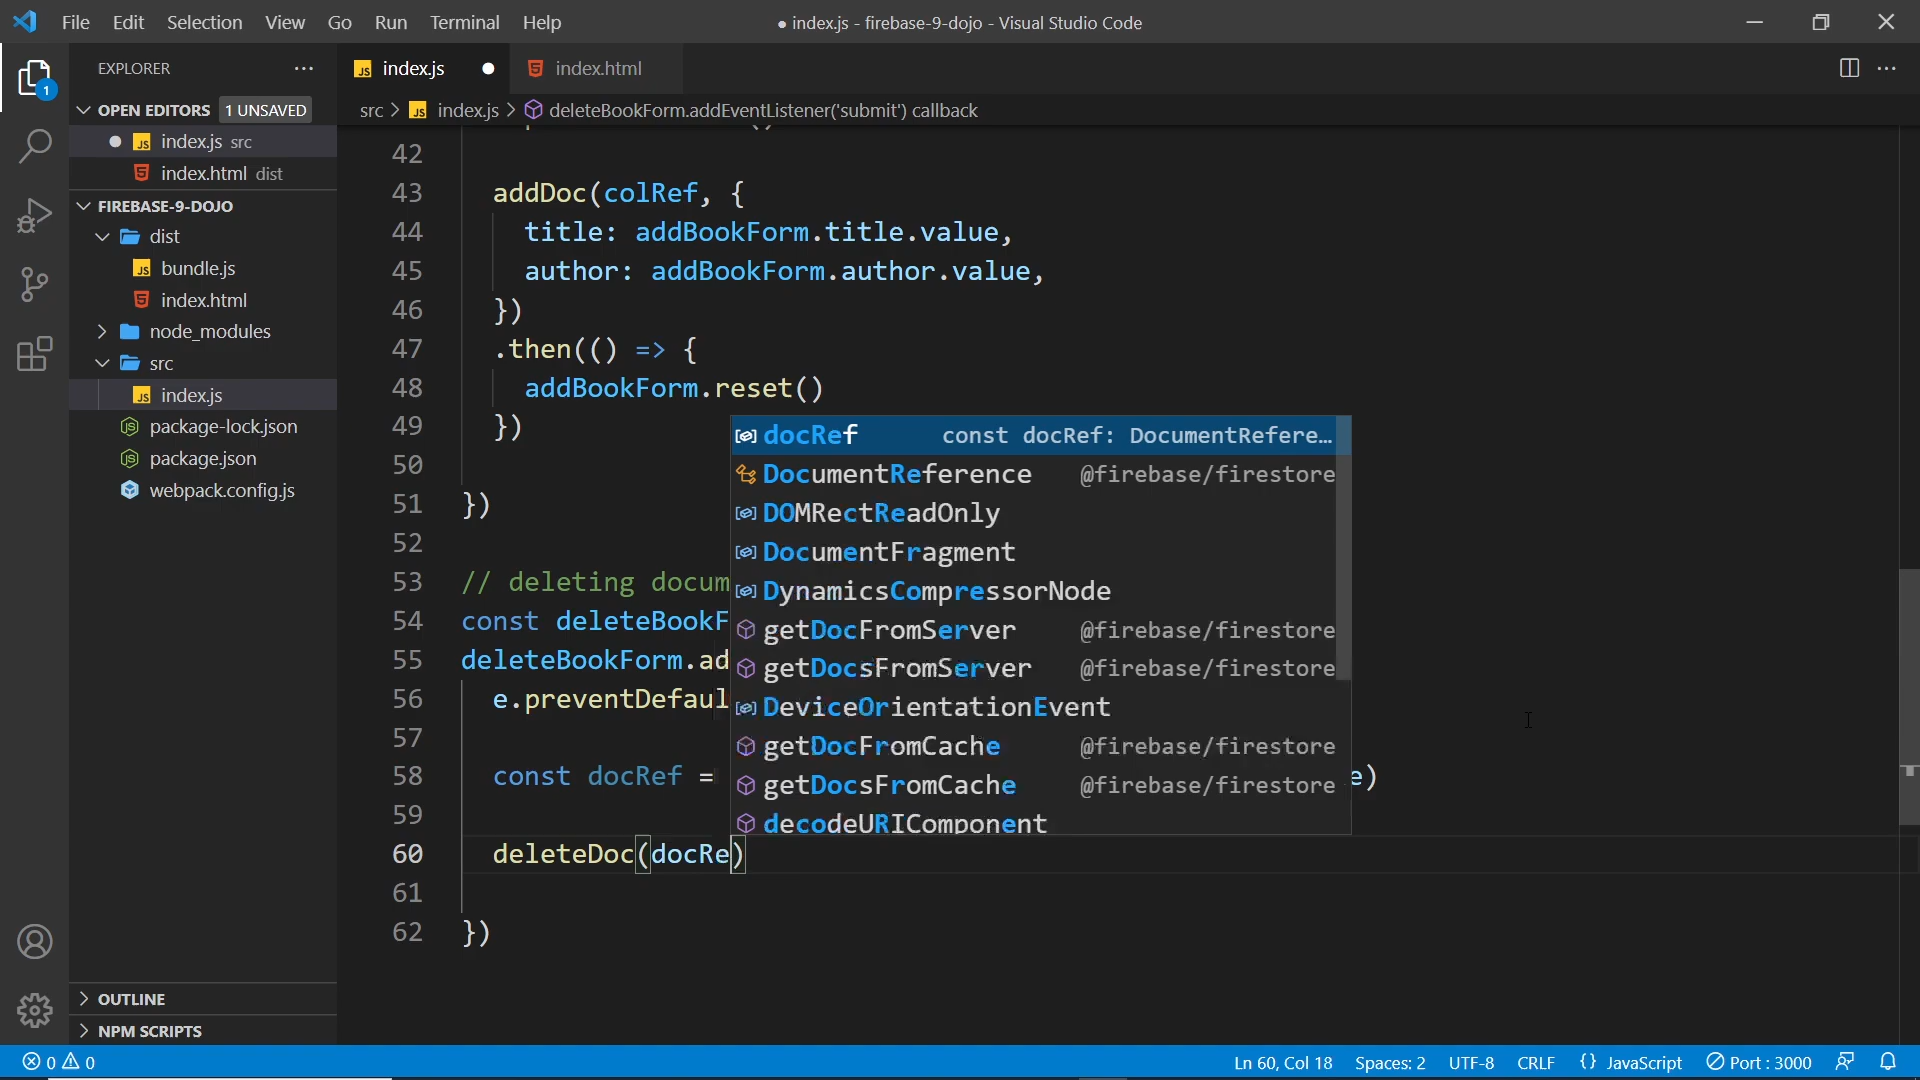 File Edit Selection View Go Run Terminal Help
● index.js - firebase-9-dojo - Visual Studio Code
EXPLORER
index.js
index.html
OPEN EDITORS 1 UNSAVED
src > index.js > deleteBookForm.addEventListener('submit') callback
index.js src
index.html dist
FIREBASE-9-DOJO
dist
bundle.js
index.html
node_modules
src
index.js
package-lock.json
package.json
webpack.config.js
OUTLINE
NPM SCRIPTS
1
42
43 addDoc(colRef, {
44 title: addBookForm.title.value,
45 author: addBookForm.author.value,
46 })
47 .then(() => {
48 addBookForm.reset()
49 })
50
51 })
52
53 // deleting docum
54 const deleteBookF
55 deleteBookForm.ad
56 e.preventDefaul
57
58 const docRef = e)
59
60 deleteDoc(docRe)
61
62 })
docRef const docRef: DocumentRefere…
DocumentReference @firebase/firestore
DOMRectReadOnly
DocumentFragment
DynamicsCompressorNode
getDocFromServer @firebase/firestore
getDocsFromServer @firebase/firestore
DeviceOrientationEvent
getDocFromCache @firebase/firestore
getDocsFromCache @firebase/firestore
decodeURIComponent
0 0
Ln 60, Col 18 Spaces: 2 UTF-8 CRLF {} JavaScript Port : 3000